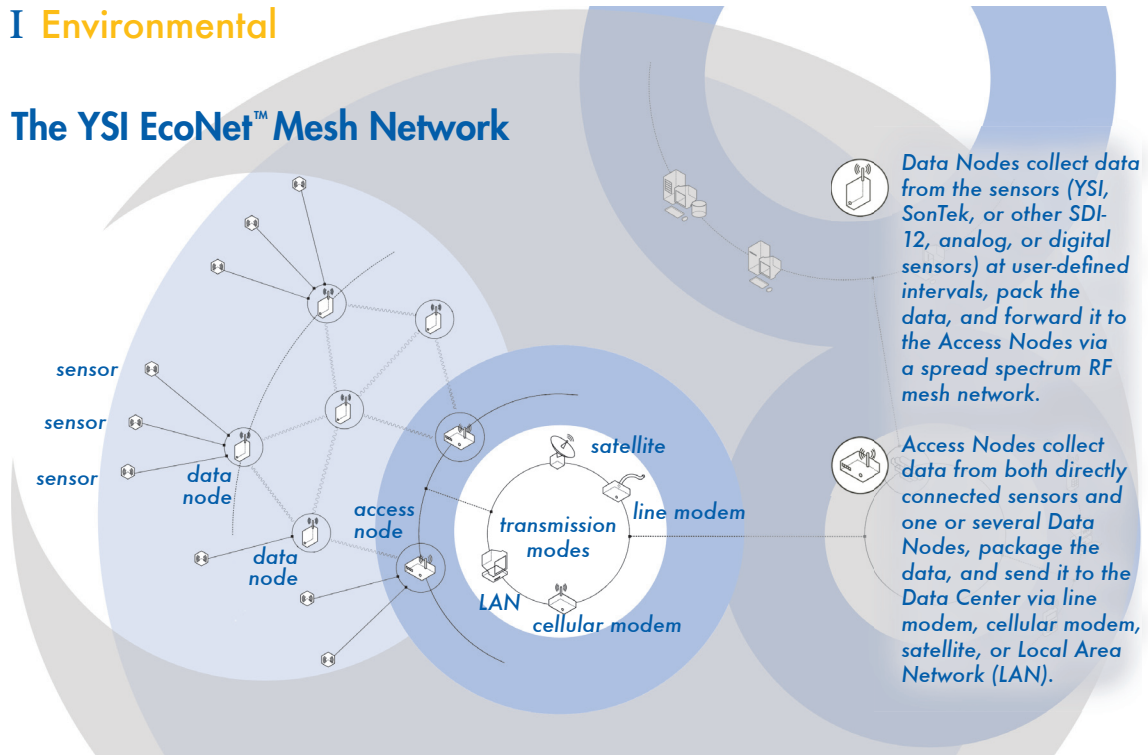 I Environmental
The YSI EcoNet™ Mesh Network
Data Nodes collect data
from the sensors (YSI,
SonTek, or other SDI-
12, analog, or digital
sensors) at user-defined
intervals, pack the
data, and forward it to
the Access Nodes via
a spread spectrum RF
mesh network.
sensor
sensor
sensor
data
node
data
node
access
node
satellite
line modem
transmission
modes
LAN
cellular modem
Access Nodes collect
data from both directly
connected sensors and
one or several Data
Nodes, package the
data, and send it to the
Data Center via line
modem, cellular modem,
satellite, or Local Area
Network (LAN).